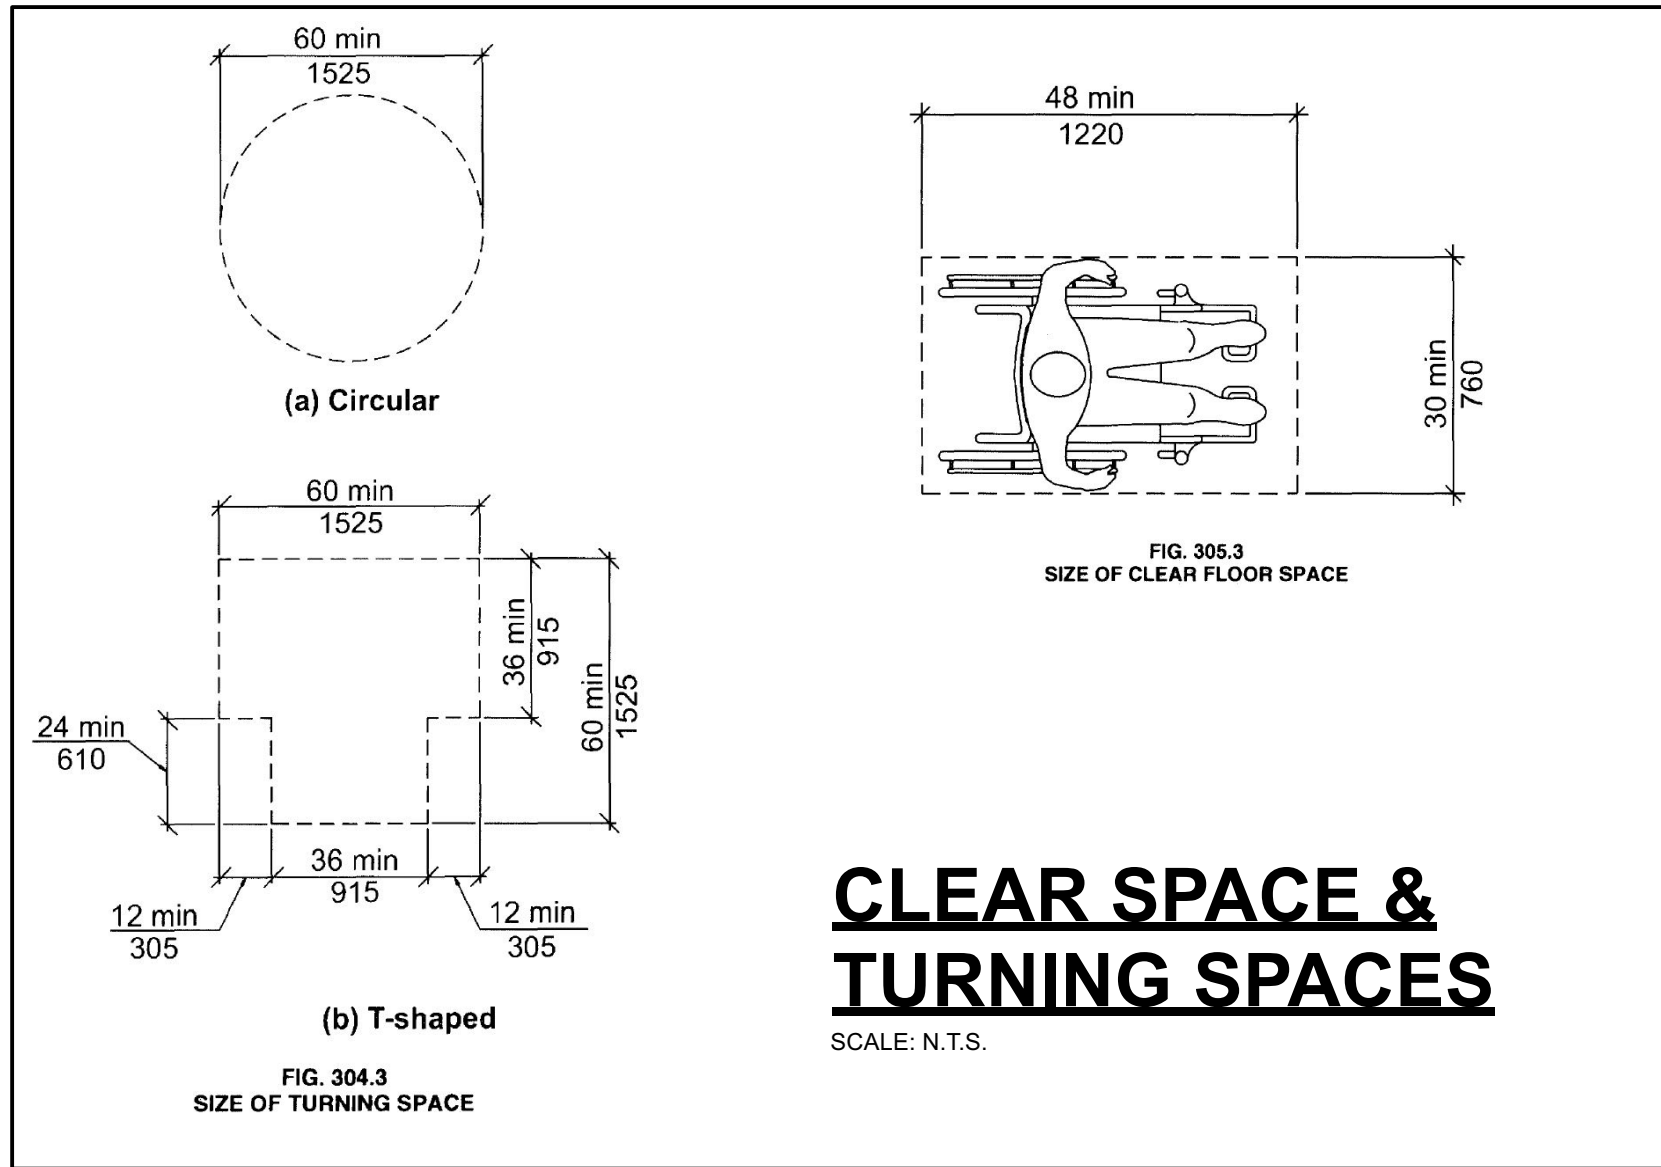 60 min
1525
(a) Circular
60 min
1525
36 min
915
60 min
1525
24 min
610
36 min
915
12 min
305
12 min
305
(b) T-shaped
FIG. 304.3
SIZE OF TURNING SPACE
48 min
1220
30 min
760
FIG. 305.3
SIZE OF CLEAR FLOOR SPACE
CLEAR SPACE &
TURNING SPACES
SCALE: N.T.S.